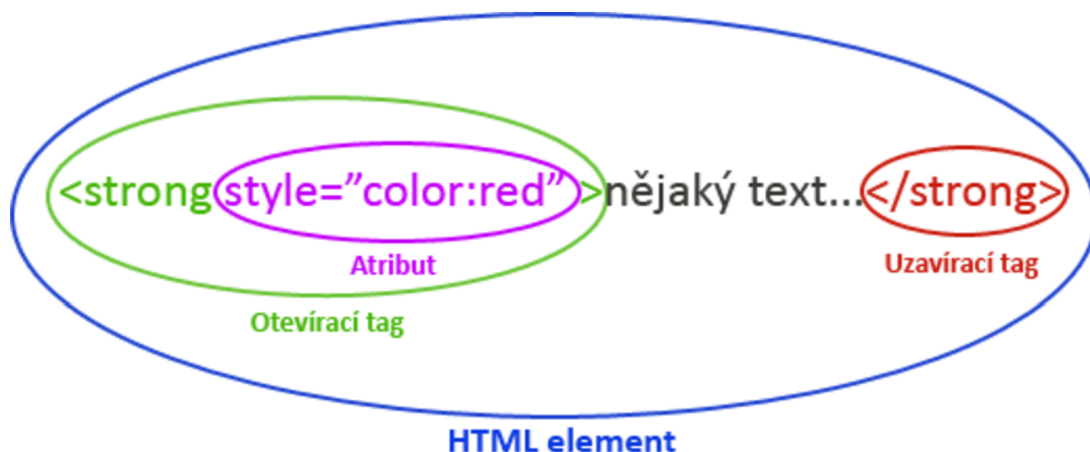 <strong style=”color:red” >nějaký text...</strong>
Atribut
Uzavírací tag
Otevírací tag
HTML element